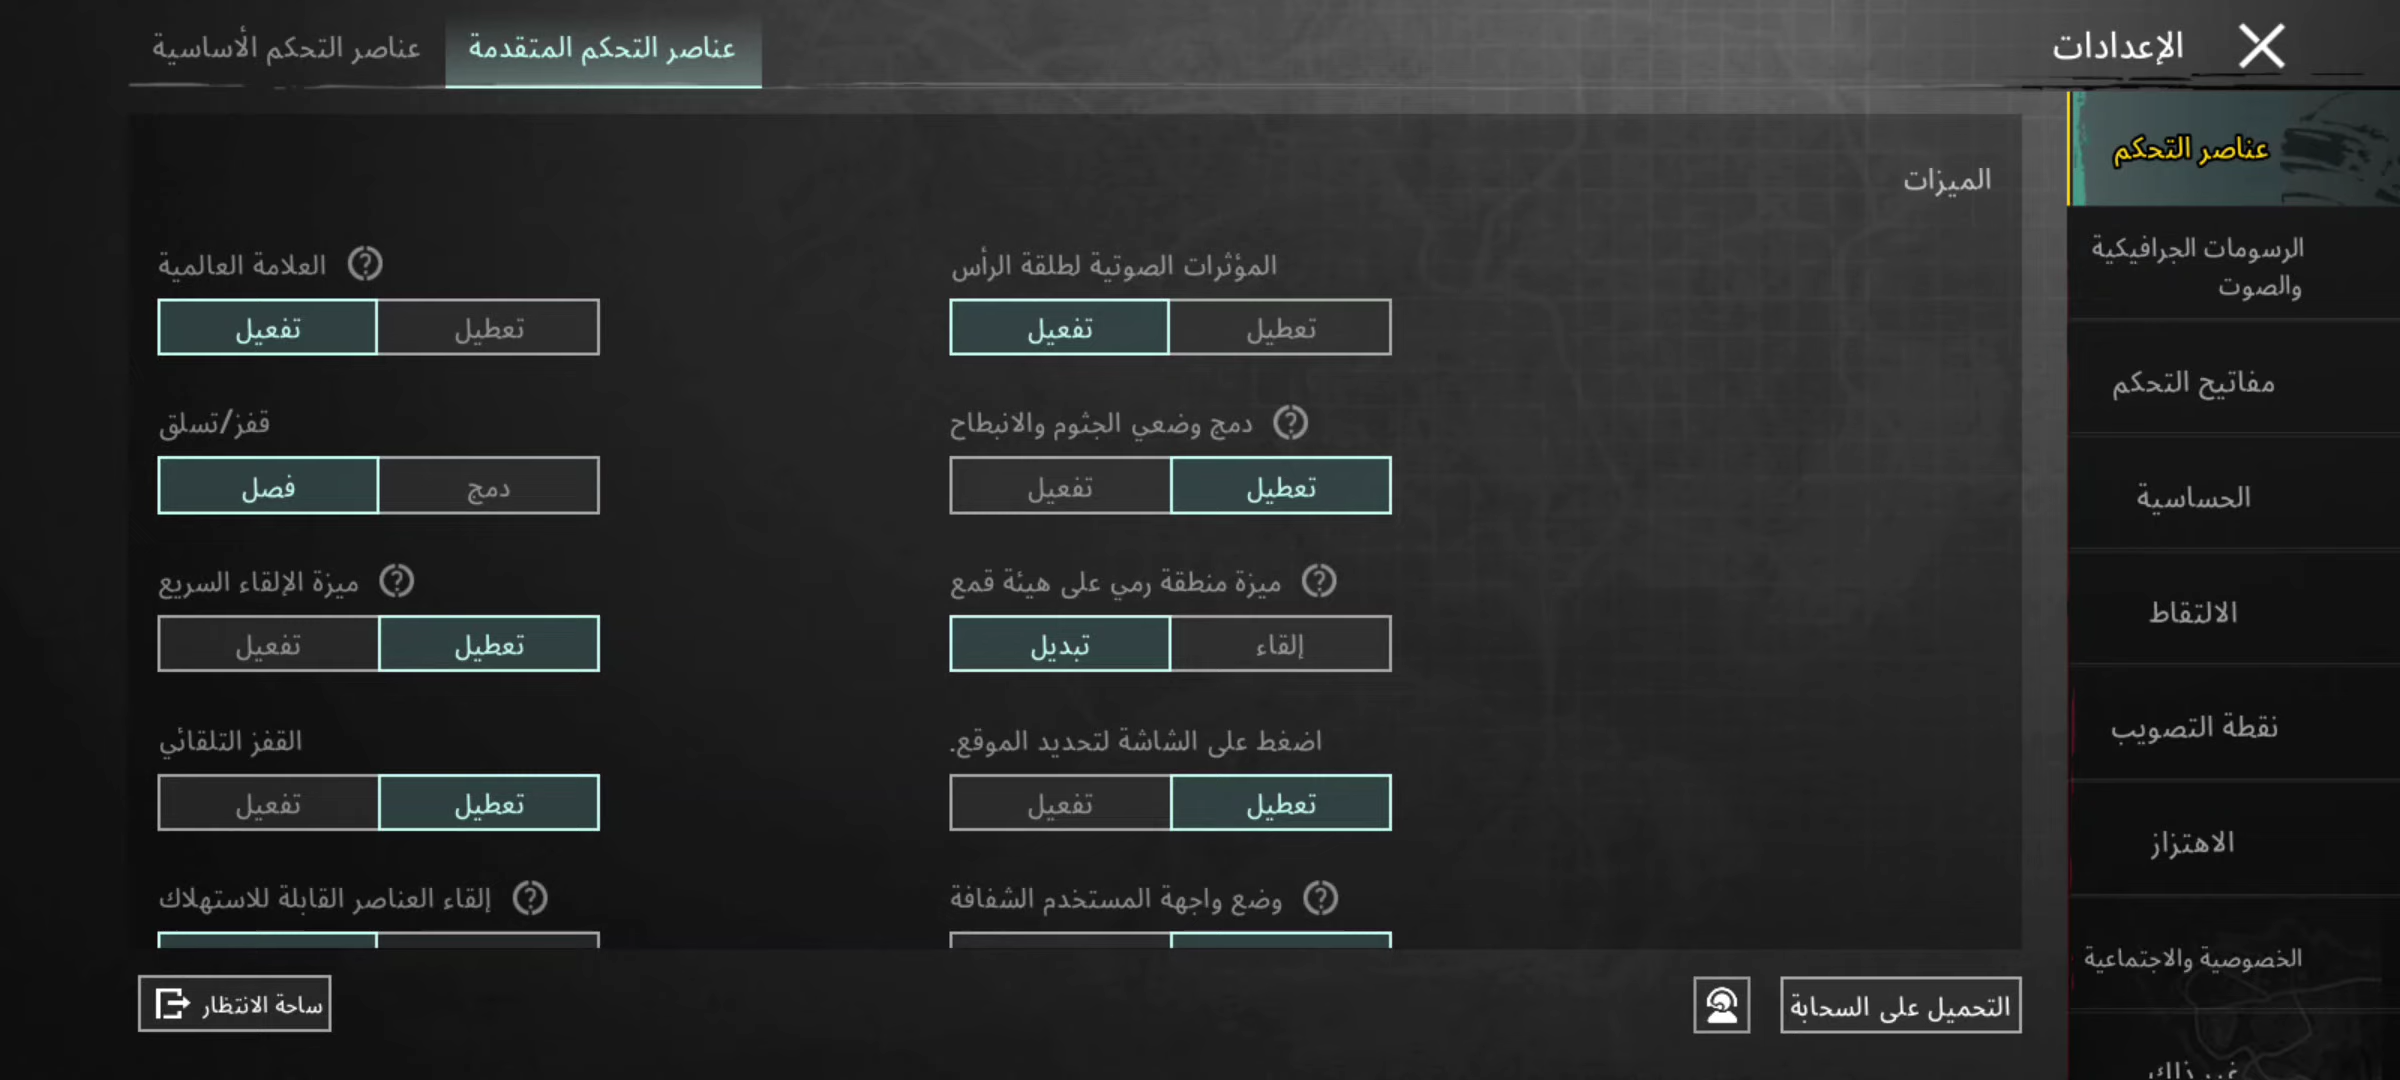 الإعدادات
عناصر التحكم المتقدمة
عناصر التحكم الأساسية
عناصر التحكم
الرسومات الجرافيكية
والصوت
مفاتيح التحكم
الحساسية
الالتقاط
نقطة التصويب
الاهتزاز
الخصوصية والاجتماعية
غير ذلك
الميزات
المؤثرات الصوتية لطلقة الرأس
تعطيل
تفعيل
العلامة العالمية
تعطيل
تفعيل
دمج وضعي الجثوم والانبطاح
تعطيل
تفعيل
قفز/تسلق
دمج
فصل
ميزة منطقة رمي على هيئة قمع
إلقاء
تبديل
ميزة الإلقاء السريع
تعطيل
تفعيل
اضغط على الشاشة لتحديد الموقع.
تعطيل
تفعيل
القفز التلقائي
تعطيل
تفعيل
وضع واجهة المستخدم الشفافة
إلقاء العناصر القابلة للاستهلاك
التحميل على السحابة
ساحة الانتظار